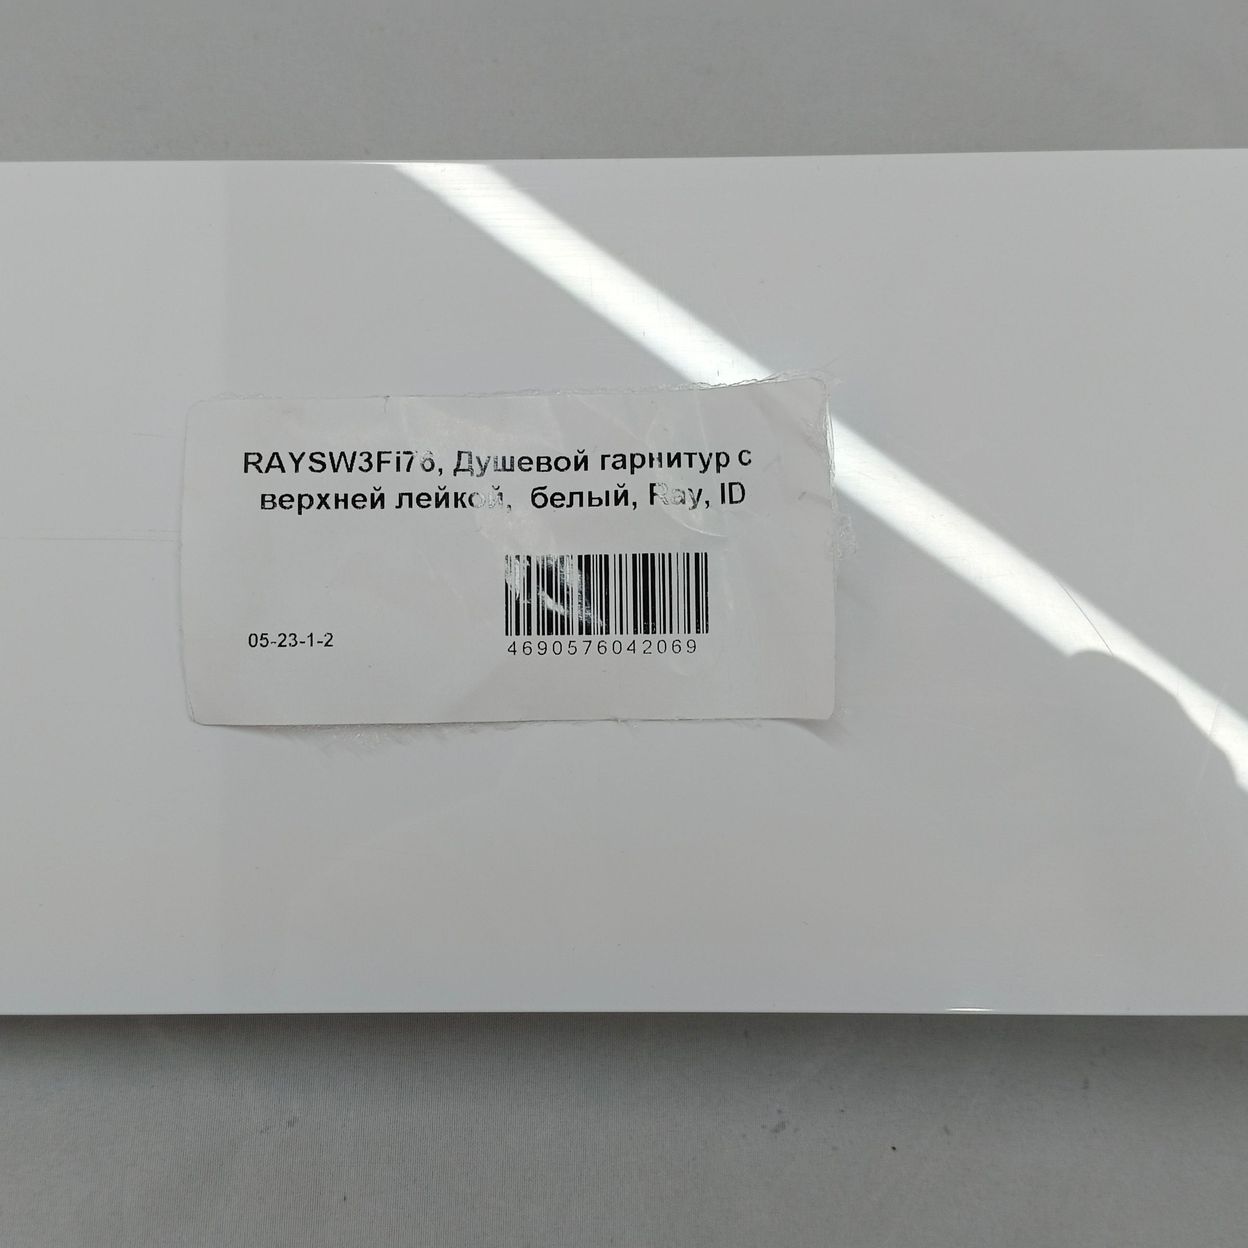 RAYSW3Fi76, Душевой гарнитур с
верхней лейкой, белый, Ray, ID
05-23-1-2
4690576042069